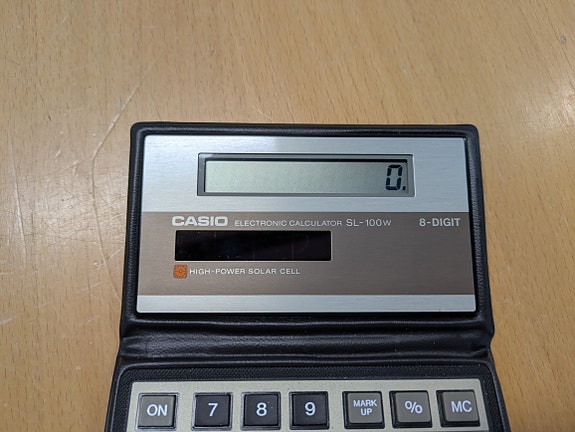 0.
CASIO ELECTRONIC CALCULATOR SL-100W 8-DIGIT
HIGH-POWER SOLAR CELL
ON 7 8 9 MARK UP % MC